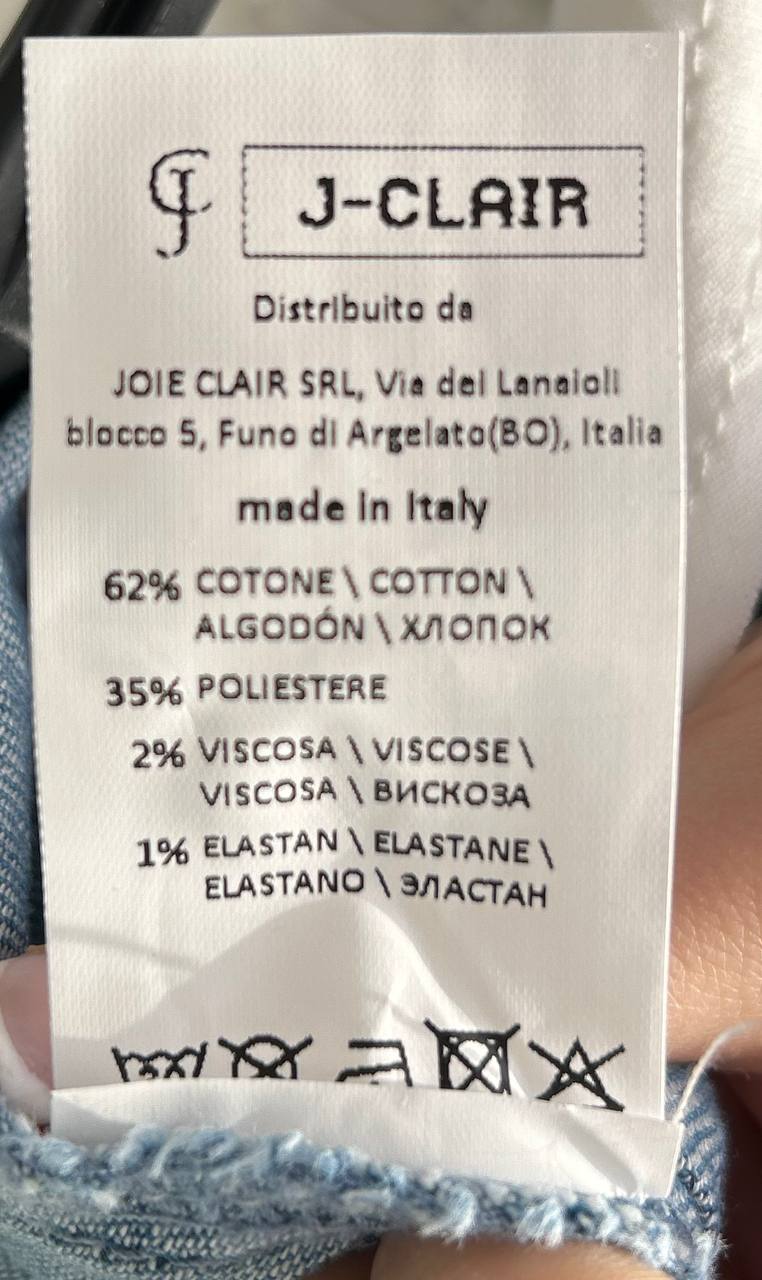 J-CLAIR
Distribuito da
JOIE CLAIR SRL, Via dei Lanaioli
blocco 5, Funo di Argelato(BO), Italia
made in Italy
62% COTONE \ COTTON \
ALGODÓN \ ХЛОПОК
35% POLIESTERE
2% VISCOSA \ VISCOSE \
VISCOSA \ ВИСКОЗА
1% ELASTAN \ ELASTANE \
ELASTANO \ ЭЛАСТАН